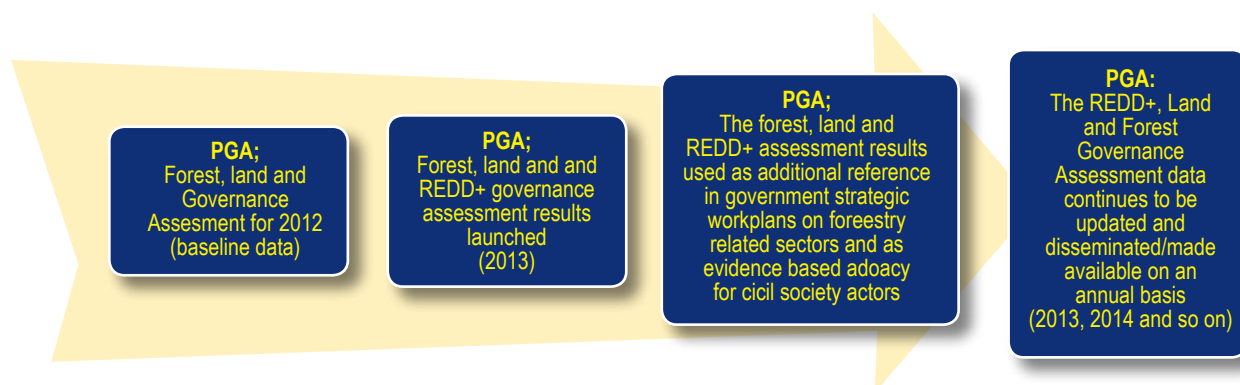 PGA;
Forest, land and
Governance
Assesment for 2012
(baseline data)
PGA;
Forest, land and and
REDD+ governance
assessment results
launched
(2013)
PGA;
The forest, land and
REDD+ assessment results
used as additional reference
in government strategic
workplans on foreestry
related sectors and as
evidence based adoacy
for cicil society actors
PGA:
The REDD+, Land
and Forest
Governance
Assessment data
continues to be
updated and
disseminated/made
available on an
annual basis
(2013, 2014 and so on)